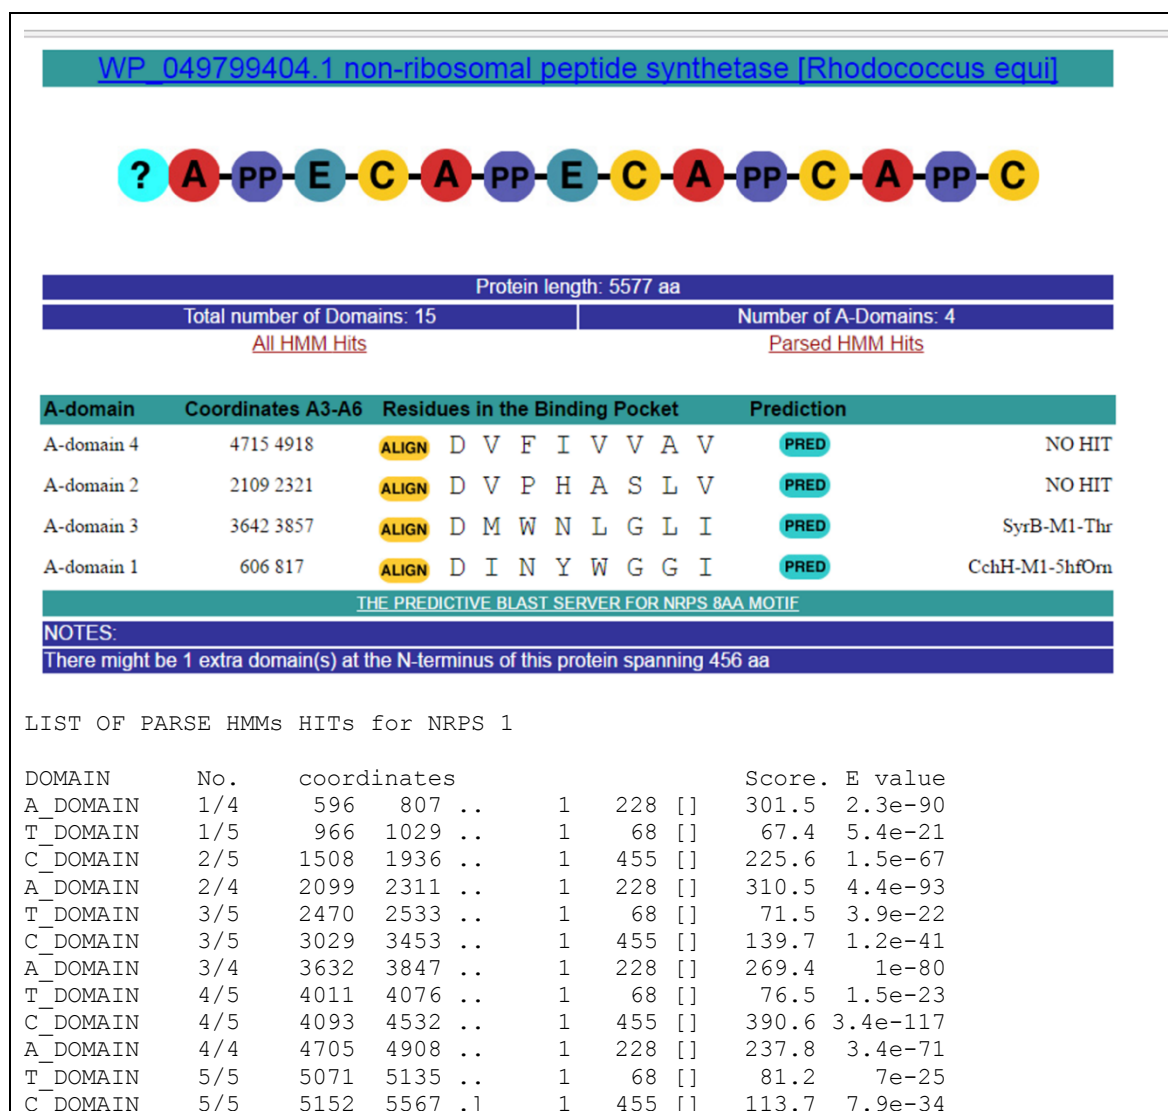 WP_049799404.1 non-ribosomal peptide synthetase [Rhodococcus equi]
? A PP E C A PP E C A PP C A PP C
Protein length: 5577 aa
Total number of Domains: 15 Number of A-Domains: 4
All HMM Hits Parsed HMM Hits
A-domain Coordinates A3-A6 Residues in the Binding Pocket Prediction
A-domain 4 4715 4918 ALIGN D V F I V V A V PRED NO HIT
A-domain 2 2109 2321 ALIGN D V P H A S L V PRED NO HIT
A-domain 3 3642 3857 ALIGN D M W N L G L I PRED SyrB-M1-Thr
A-domain 1 606 817 ALIGN D I N Y W G G I PRED CchH-M1-5hfOrn
THE PREDICTIVE BLAST SERVER FOR NRPS 8AA MOTIF
NOTES:
There might be 1 extra domain(s) at the N-terminus of this protein spanning 456 aa
LIST OF PARSE HMMs HITs for NRPS 1
DOMAIN No. coordinates Score. E value
A_DOMAIN 1/4 596 807 .. 1 228 [] 301.5 2.3e-90
T_DOMAIN 1/5 966 1029 .. 1 68 [] 67.4 5.4e-21
C_DOMAIN 2/5 1508 1936 .. 1 455 [] 225.6 1.5e-67
A_DOMAIN 2/4 2099 2311 .. 1 228 [] 310.5 4.4e-93
T_DOMAIN 3/5 2470 2533 .. 1 68 [] 71.5 3.9e-22
C_DOMAIN 3/5 3029 3453 .. 1 455 [] 139.7 1.2e-41
A_DOMAIN 3/4 3632 3847 .. 1 228 [] 269.4 1e-80
T_DOMAIN 4/5 4011 4076 .. 1 68 [] 76.5 1.5e-23
C_DOMAIN 4/5 4093 4532 .. 1 455 [] 390.6 3.4e-117
A_DOMAIN 4/4 4705 4908 .. 1 228 [] 237.8 3.4e-71
T_DOMAIN 5/5 5071 5135 .. 1 68 [] 81.2 7e-25
C_DOMAIN 5/5 5152 5567 .] 1 455 [] 113.7 7.9e-34